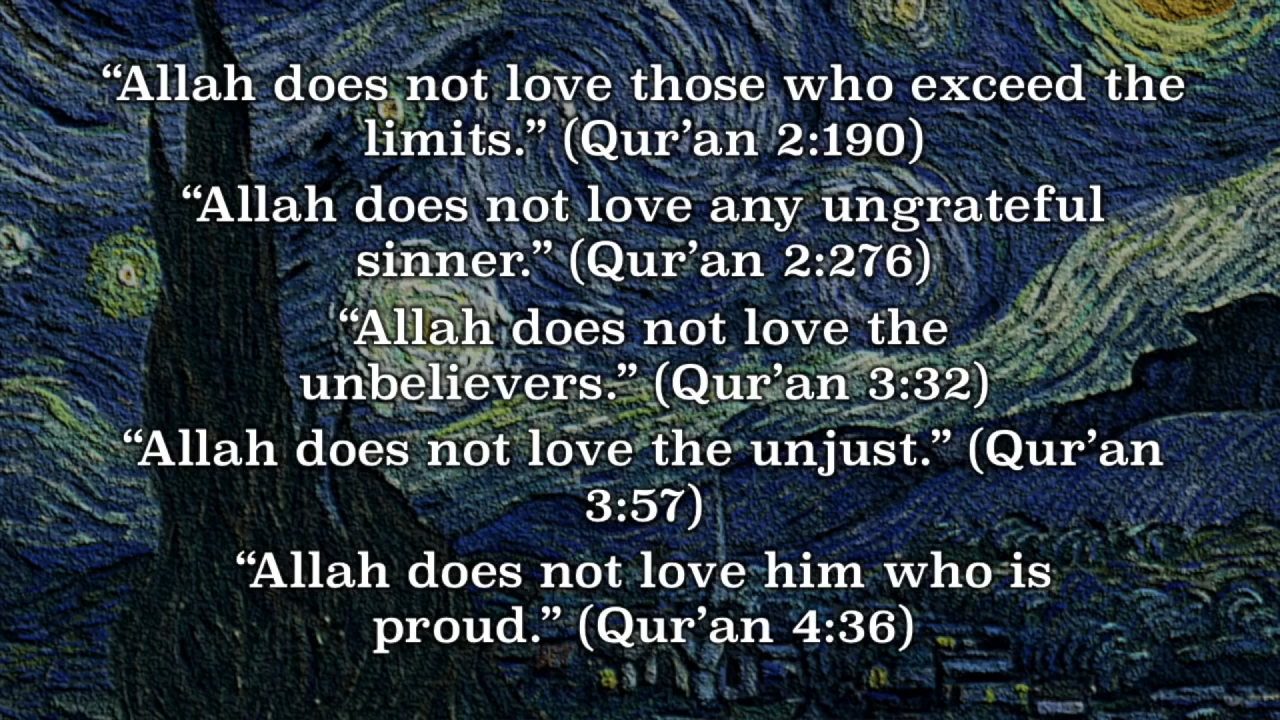 “Allah does not love those who exceed the
limits.” (Qur’an 2:190)
“Allah does not love any ungrateful
sinner.” (Qur’an 2:276)
“Allah does not love the
unbelievers.” (Qur’an 3:32)
“Allah does not love the unjust.” (Qur’an
3:57)
“Allah does not love him who is
proud.” (Qur’an 4:36)